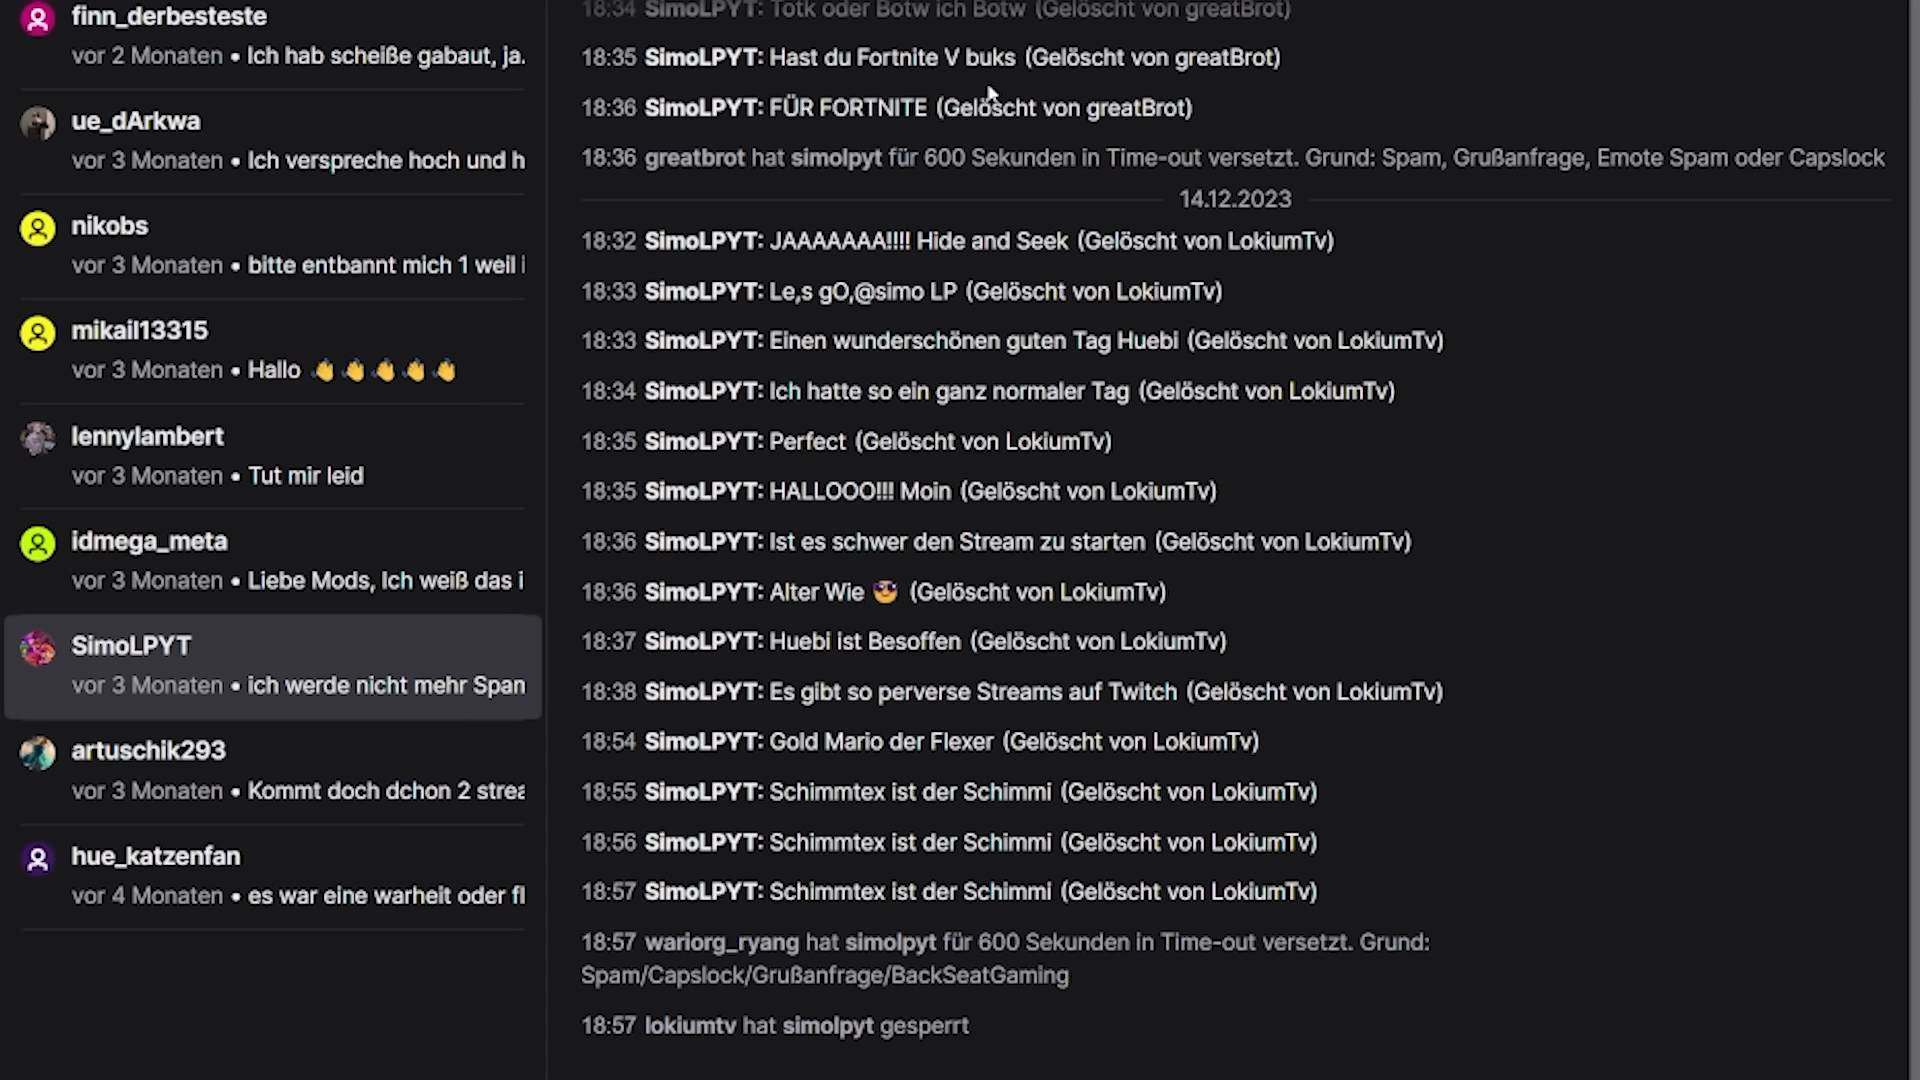 finn_derbesteste
vor 2 Monaten • Ich hab scheiße gabaut, ja.
ue_dArkwa
vor 3 Monaten • Ich verspreche hoch und h
nikobs
vor 3 Monaten • bitte entbannt mich 1 weil i
mikail13315
vor 3 Monaten • Hallo 👋👋👋👋👋
lennylambert
vor 3 Monaten • Tut mir leid
idmega_meta
vor 3 Monaten • Liebe Mods, Ich weiß das i
SimoLPYT
vor 3 Monaten • ich werde nicht mehr Span
artuschik293
vor 3 Monaten • Kommt doch dchon 2 strea
hue_katzenfan
vor 4 Monaten • es war eine warheit oder fl
18:34 SimoLPYT: Totk oder Botw ich Botw (Gelöscht von greatBrot)
18:35 SimoLPYT: Hast du Fortnite V buks (Gelöscht von greatBrot)
18:36 SimoLPYT: FÜR FORTNITE (Gelöscht von greatBrot)
18:36 greatbrot hat simolpyt für 600 Sekunden in Time-out versetzt. Grund: Spam, Grußanfrage, Emote Spam oder Capslock
14.12.2023
18:32 SimoLPYT: JAAAAAAA!!!! Hide and Seek (Gelöscht von LokiumTv)
18:33 SimoLPYT: Le,s gO,@simo LP (Gelöscht von LokiumTv)
18:33 SimoLPYT: Einen wunderschönen guten Tag Huebi (Gelöscht von LokiumTv)
18:34 SimoLPYT: Ich hatte so ein ganz normaler Tag (Gelöscht von LokiumTv)
18:35 SimoLPYT: Perfect (Gelöscht von LokiumTv)
18:35 SimoLPYT: HALLOOO!!! Moin (Gelöscht von LokiumTv)
18:36 SimoLPYT: Ist es schwer den Stream zu starten (Gelöscht von LokiumTv)
18:36 SimoLPYT: Alter Wie 😎 (Gelöscht von LokiumTv)
18:37 SimoLPYT: Huebi ist Besoffen (Gelöscht von LokiumTv)
18:38 SimoLPYT: Es gibt so perverse Streams auf Twitch (Gelöscht von LokiumTv)
18:54 SimoLPYT: Gold Mario der Flexer (Gelöscht von LokiumTv)
18:55 SimoLPYT: Schimmtex ist der Schimmi (Gelöscht von LokiumTv)
18:56 SimoLPYT: Schimmtex ist der Schimmi (Gelöscht von LokiumTv)
18:57 SimoLPYT: Schimmtex ist der Schimmi (Gelöscht von LokiumTv)
18:57 wariorg_ryang hat simolpyt für 600 Sekunden in Time-out versetzt. Grund:
Spam/Capslock/Grußanfrage/BackSeatGaming
18:57 lokiumtv hat simolpyt gesperrt